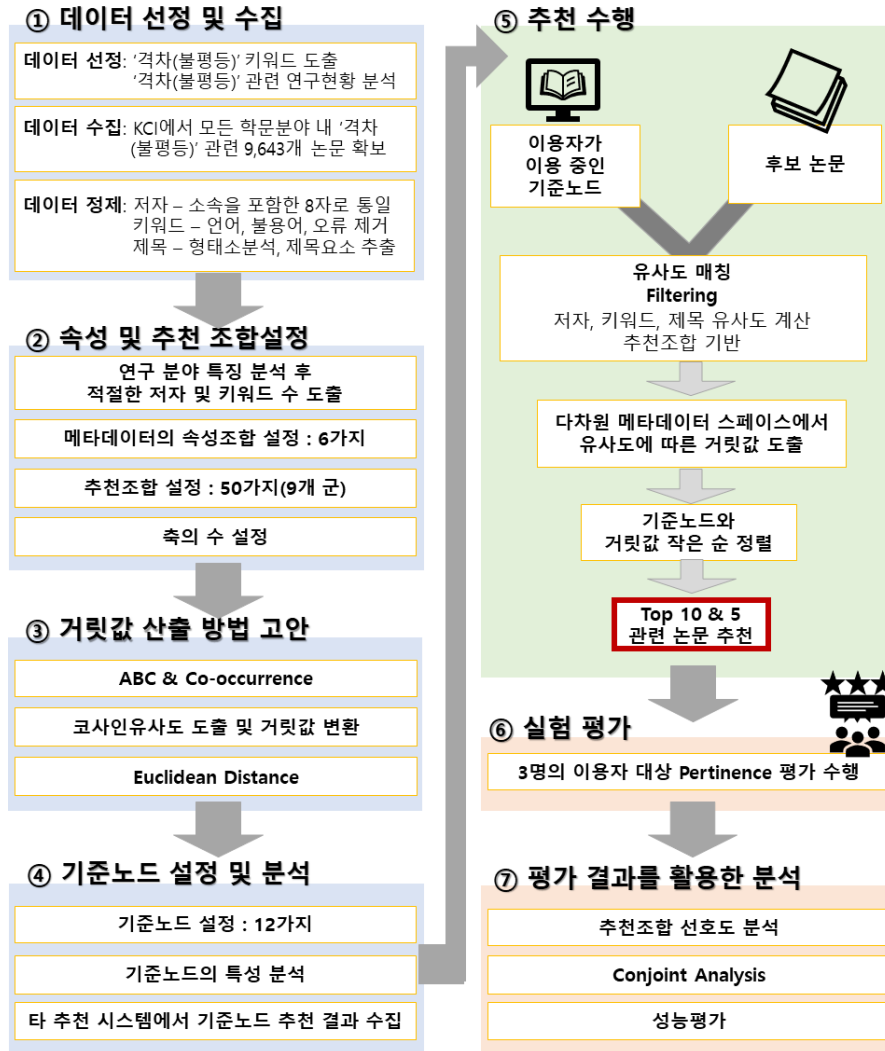 ① 데이터 선정 및 수집
데이터 선정: '격차(불평등)' 키워드 도출
'격차(불평등)' 관련 연구현황 분석
데이터 수집: KCI에서 모든 학문분야 내 '격차
(불평등)' 관련 9,643개 논문 확보
데이터 정제: 저자 – 소속을 포함한 8자로 통일
키워드 – 언어, 불용어, 오류 제거
제목 – 형태소분석, 제목요소 추출
② 속성 및 추천 조합설정
연구 분야 특징 분석 후
적절한 저자 및 키워드 수 도출
메타데이터의 속성조합 설정 : 6가지
추천조합 설정 : 50가지(9개 군)
축의 수 설정
③ 거릿값 산출 방법 고안
ABC & Co-occurrence
코사인유사도 도출 및 거릿값 변환
Euclidean Distance
④ 기준노드 설정 및 분석
기준노드 설정 : 12가지
기준노드의 특성 분석
타 추천 시스템에서 기준노드 추천 결과 수집
⑤ 추천 수행
이용자가
이용 중인
기준노드
후보 논문
유사도 매칭
Filtering
저자, 키워드, 제목 유사도 계산
추천조합 기반
다차원 메타데이터 스페이스에서
유사도에 따른 거릿값 도출
기준노드와
거릿값 작은 순 정렬
Top 10 & 5
관련 논문 추천
⑥ 실험 평가
3명의 이용자 대상 Pertinence 평가 수행
⑦ 평가 결과를 활용한 분석
추천조합 선호도 분석
Conjoint Analysis
성능평가